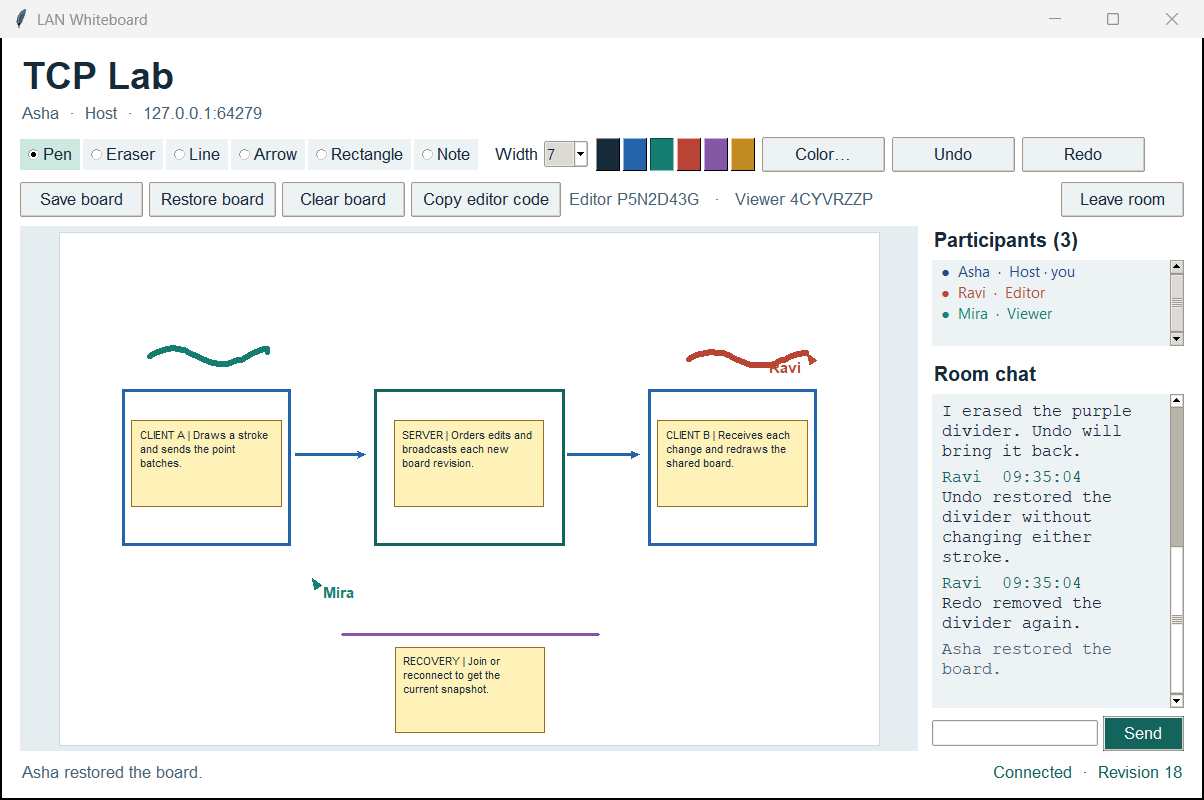 LAN Whiteboard
TCP Lab
Asha · Host · 127.0.0.1:64279
Pen Eraser Line Arrow Rectangle Note Width 7 Color... Undo Redo
Save board Restore board Clear board Copy editor code Editor P5N2D43G · Viewer 4CYVRZZP Leave room
Ravi
CLIENT A | Draws a stroke
and sends the point
batches.
SERVER | Orders edits and
broadcasts each new
board revision.
CLIENT B | Receives each
change and redraws the
shared board.
Mira
RECOVERY | Join or
reconnect to get the
current snapshot.
Participants (3)
• Asha · Host · you
• Ravi · Editor
• Mira · Viewer
Room chat
I erased the purple
divider. Undo will
bring it back.
Ravi 09:35:04
Undo restored the
divider without
changing either
stroke.
Ravi 09:35:04
Redo removed the
divider again.
Asha restored the
board.
Send
Asha restored the board.
Connected · Revision 18